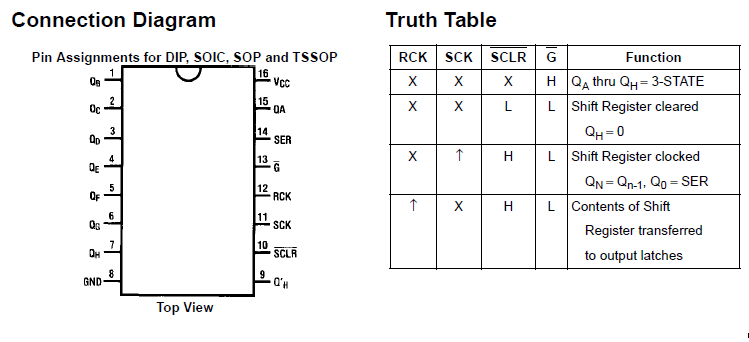 Connection Diagram
Pin Assignments for DIP, SOIC, SOP and TSSOP
QB 1
QC 2
QD 3
QE 4
QF 5
QG 6
QH 7
GND 8
16 VCC
15 QA
14 SER
13 G̅
12 RCK
11 SCK
10 S̅C̅L̅R̅
9 Q'H
Top View
Truth Table
RCK SCK S̅C̅L̅R̅ G̅ Function
X X X H QA thru QH = 3-STATE
X X L L Shift Register cleared
QH = 0
X ↑ H L Shift Register clocked
QN = Qn-1, Q0 = SER
↑ X H L Contents of Shift
Register transferred
to output latches